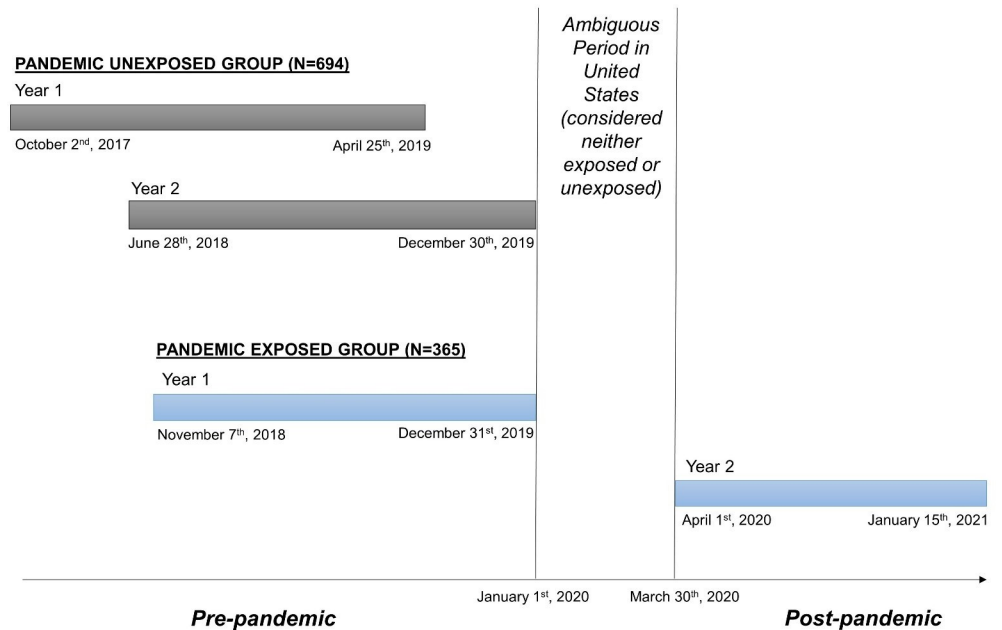 Ambiguous
Period in
United
States
(considered
neither
exposed or
unexposed)
PANDEMIC UNEXPOSED GROUP (N=694)
Year 1
October 2nd, 2017 April 25th, 2019
Year 2
June 28th, 2018 December 30th, 2019
PANDEMIC EXPOSED GROUP (N=365)
Year 1
November 7th, 2018 December 31st, 2019
Year 2
April 1st, 2020 January 15th, 2021
January 1st, 2020 March 30th, 2020
Pre-pandemic Post-pandemic